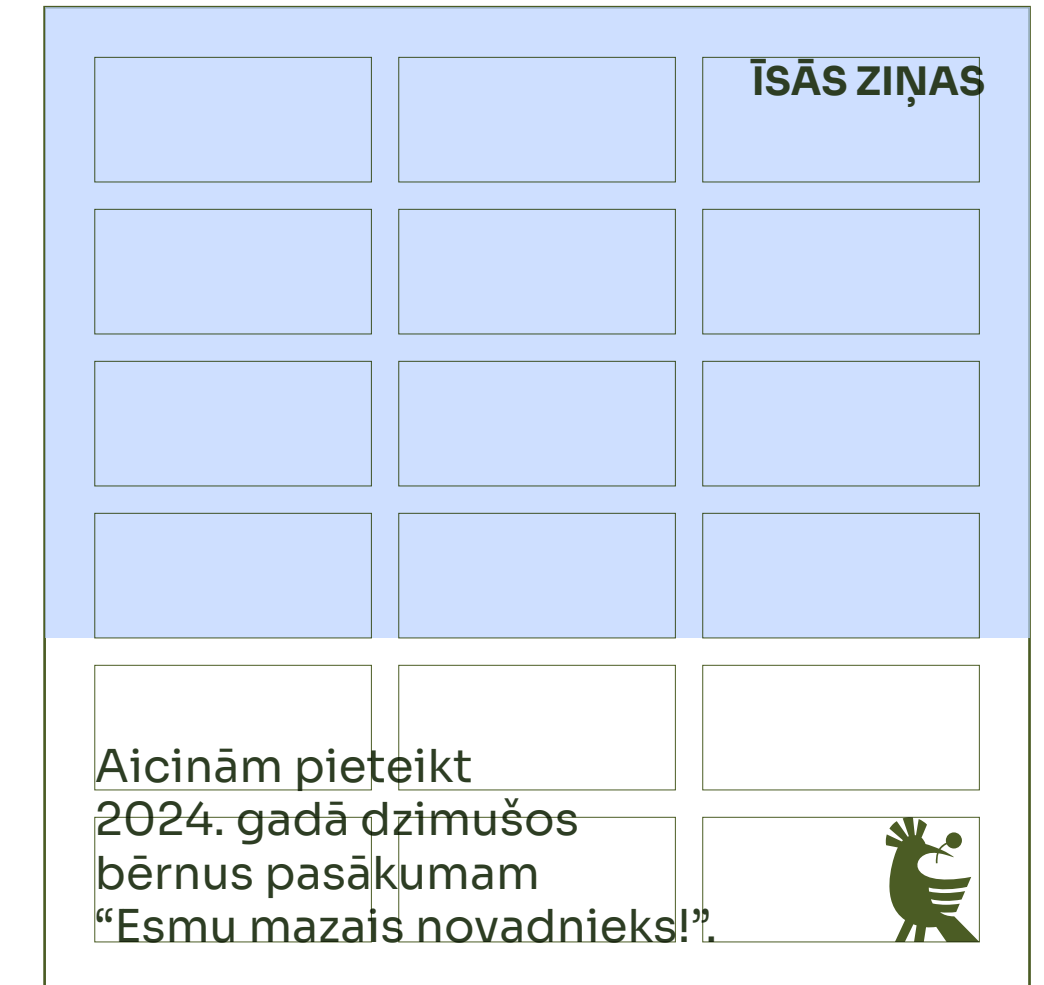 ĪSĀS ZIŅAS
Aicinām pieteikt
2024. gadā dzimušos
bērnus pasākumam
“Esmu mazais novadnieks!”.